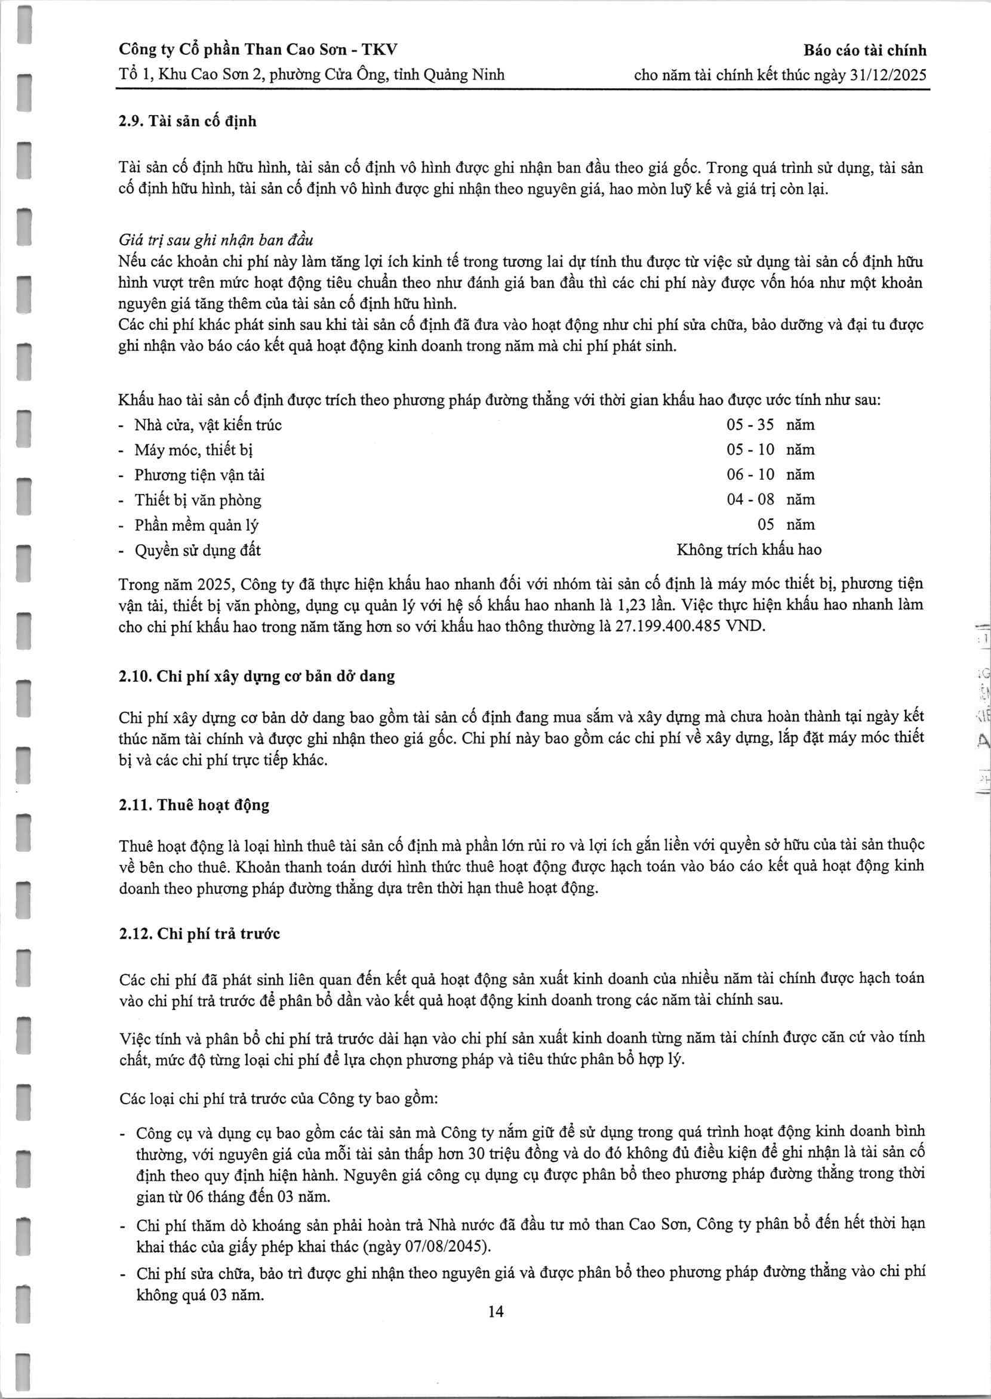 Công ty Cổ phần Than Cao Sơn - TKV
Báo cáo tài chính
Tổ 1, Khu Cao Sơn 2, phường Cửa Ông, tỉnh Quảng Ninh
cho năm tài chính kết thúc ngày 31/12/2025
2.9. Tài sản cố định
Tài sản cố định hữu hình, tài sản cố định vô hình được ghi nhận ban đầu theo giá gốc. Trong quá trình sử dụng, tài sản
cố định hữu hình, tài sản cố định vô hình được ghi nhận theo nguyên giá, hao mòn luỹ kế và giá trị còn lại.
Giá trị sau ghi nhận ban đầu
Nếu các khoản chi phí này làm tăng lợi ích kinh tế trong tương lai dự tính thu được từ việc sử dụng tài sản cố định hữu
hình vượt trên mức hoạt động tiêu chuẩn theo như đánh giá ban đầu thì các chi phí này được vốn hóa như một khoản
nguyên giá tăng thêm của tài sản cố định hữu hình.
Các chi phí khác phát sinh sau khi tài sản cố định đã đưa vào hoạt động như chi phí sửa chữa, bảo dưỡng và đại tu được
ghi nhận vào báo cáo kết quả hoạt động kinh doanh trong năm mà chi phí phát sinh.
Khấu hao tài sản cố định được trích theo phương pháp đường thẳng với thời gian khấu hao được ước tính như sau:
- Nhà cửa, vật kiến trúc 05 - 35 năm
- Máy móc, thiết bị 05 - 10 năm
- Phương tiện vận tải 06 - 10 năm
- Thiết bị văn phòng 04 - 08 năm
- Phần mềm quản lý 05 năm
- Quyền sử dụng đất Không trích khấu hao
Trong năm 2025, Công ty đã thực hiện khấu hao nhanh đối với nhóm tài sản cố định là máy móc thiết bị, phương tiện
vận tải, thiết bị văn phòng, dụng cụ quản lý với hệ số khấu hao nhanh là 1,23 lần. Việc thực hiện khấu hao nhanh làm
cho chi phí khấu hao trong năm tăng hơn so với khấu hao thông thường là 27.199.400.485 VND.
2.10. Chi phí xây dựng cơ bản dở dang
Chi phí xây dựng cơ bản dở dang bao gồm tài sản cố định đang mua sắm và xây dựng mà chưa hoàn thành tại ngày kết
thúc năm tài chính và được ghi nhận theo giá gốc. Chi phí này bao gồm các chi phí về xây dựng, lắp đặt máy móc thiết
bị và các chi phí trực tiếp khác.
2.11. Thuê hoạt động
Thuê hoạt động là loại hình thuê tài sản cố định mà phần lớn rủi ro và lợi ích gắn liền với quyền sở hữu của tài sản thuộc
về bên cho thuê. Khoản thanh toán dưới hình thức thuê hoạt động được hạch toán vào báo cáo kết quả hoạt động kinh
doanh theo phương pháp đường thẳng dựa trên thời hạn thuê hoạt động.
2.12. Chi phí trả trước
Các chi phí đã phát sinh liên quan đến kết quả hoạt động sản xuất kinh doanh của nhiều năm tài chính được hạch toán
vào chi phí trả trước để phân bổ dần vào kết quả hoạt động kinh doanh trong các năm tài chính sau.
Việc tính và phân bổ chi phí trả trước dài hạn vào chi phí sản xuất kinh doanh từng năm tài chính được căn cứ vào tính
chất, mức độ từng loại chi phí để lựa chọn phương pháp và tiêu thức phân bổ hợp lý.
Các loại chi phí trả trước của Công ty bao gồm:
- Công cụ và dụng cụ bao gồm các tài sản mà Công ty nắm giữ để sử dụng trong quá trình hoạt động kinh doanh bình
thường, với nguyên giá của mỗi tài sản thấp hơn 30 triệu đồng và do đó không đủ điều kiện để ghi nhận là tài sản cố
định theo quy định hiện hành. Nguyên giá công cụ dụng cụ được phân bổ theo phương pháp đường thẳng trong thời
gian từ 06 tháng đến 03 năm.
- Chi phí thăm dò khoáng sản phải hoàn trả Nhà nước đã đầu tư mỏ than Cao Sơn, Công ty phân bổ đến hết thời hạn
khai thác của giấy phép khai thác (ngày 07/08/2045).
- Chi phí sửa chữa, bảo trì được ghi nhận theo nguyên giá và được phân bổ theo phương pháp đường thẳng vào chi phí
không quá 03 năm.
14